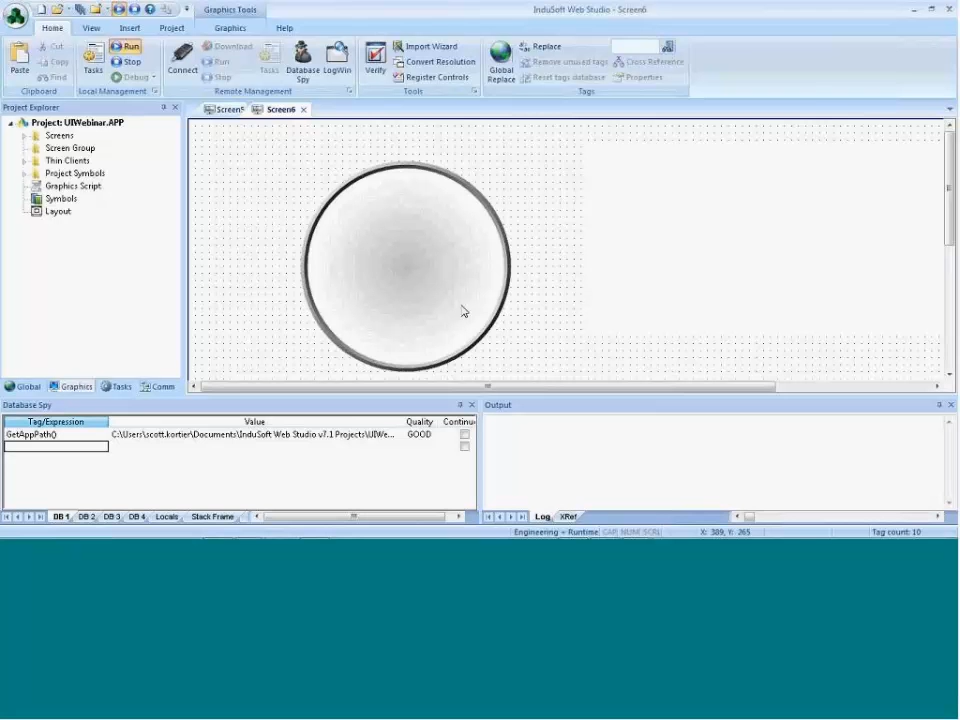 Graphics Tools
InduSoft Web Studio - Screen6
Home View Insert Project Graphics Help
Paste
Cut
Copy
Find
Clipboard
Tasks
Run
Stop
Debug
Local Management
Connect
Download
Run
Stop
Tasks
Database Spy
LogWin
Remote Management
Verify
Import Wizard
Convert Resolution
Register Controls
Tools
Global Replace
Replace
Remove unused tags
Reset tags database
Cross Reference
Properties
Tags
Project Explorer
Screen5 Screen6
Project: UIWebinar.APP
Screens
Screen Group
Thin Clients
Project Symbols
Graphics Script
Symbols
Layout
Global Graphics Tasks Comm
Database Spy
Tag/Expression Value Quality Continu
GetAppPath() C:\Users\scott.kortier\Documents\InduSoft Web Studio v7.1 Projects\UIWe... GOOD
DB 1 DB 2 DB 3 DB 4 Locals Stack Frame
Output
Log XRef
Engineering + Runtime CAP NUM SCRL X: 389, Y: 265 Tag count: 10